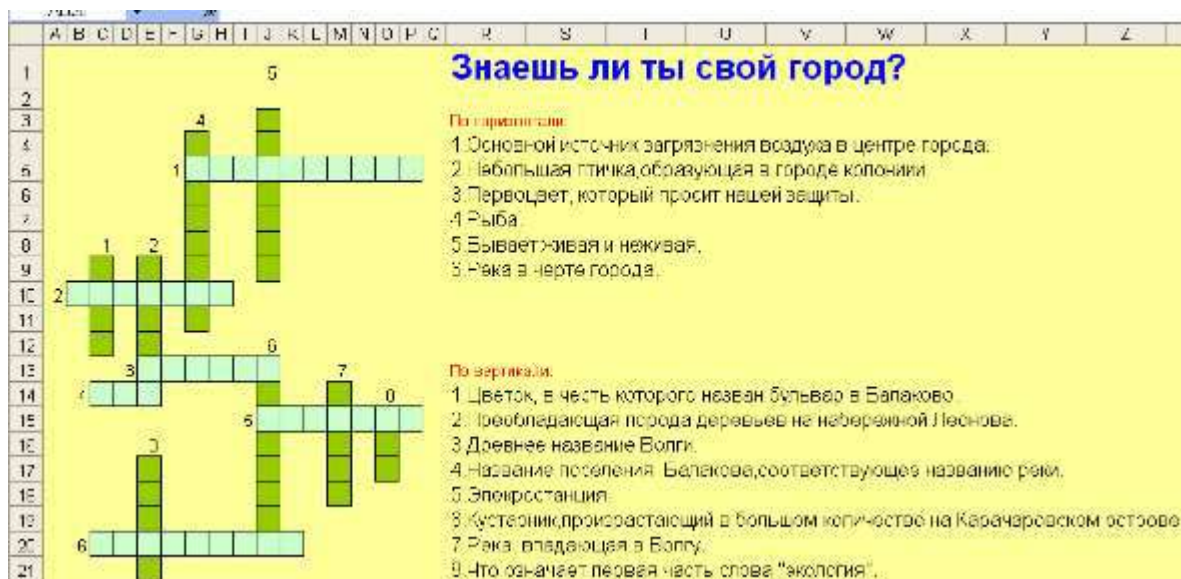 A B C D E F G H I J K L M N O P Q R S T U V W X Y Z
Знаешь ли ты свой город?
По горизонтали:
1.Основной источник загрязнения воздуха в центре города.
2.Небольшая птичка,образующая в городе колониии
3.Первоцвет, который просит нашей защиты.
4.Рыба.
5.Бывает живая и неживая.
6.Река в черте города.
По вертикали:
1.Цветок, в честь которого назван бульвар в Балаково
2.Преобладающая порода деревьев на набережной Леонова.
3.Древнее название Волги.
4.Название поселения Балакова,соответствующее названию реки.
5.Элекростанция
6.Кустарник,произрастающий в большом количестве на Карачаровском острове
7.Река, впадающая в Волгу.
8.Что означает первая часть слова "экология".